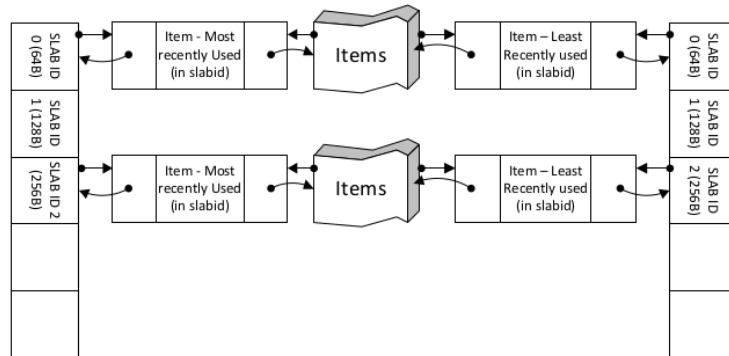 SLAB ID
0 (64B)
Item - Most
recently Used
(in slabid)
Items
Item – Least
Recently used
(in slabid)
SLAB ID
0 (64B)
SLAB ID
1 (128B)
SLAB ID
1 (128B)
SLAB ID 2
(256B)
Item - Most
recently Used
(in slabid)
Items
Item – Least
Recently used
(in slabid)
SLAB ID
2 (256B)